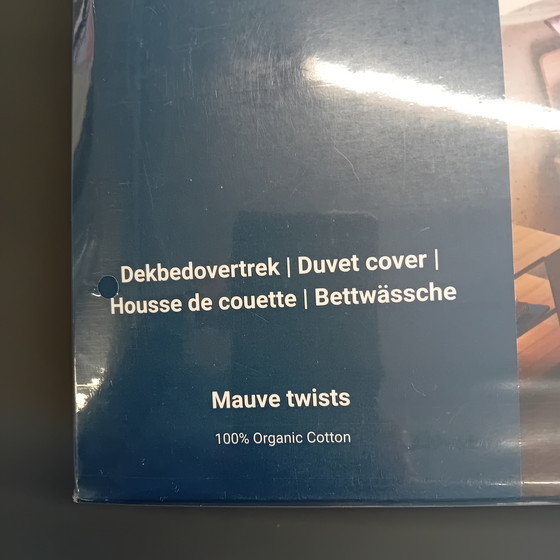 Dekbedovertrek | Duvet cover |
Housse de couette | Bettwässche
Mauve twists
100% Organic Cotton